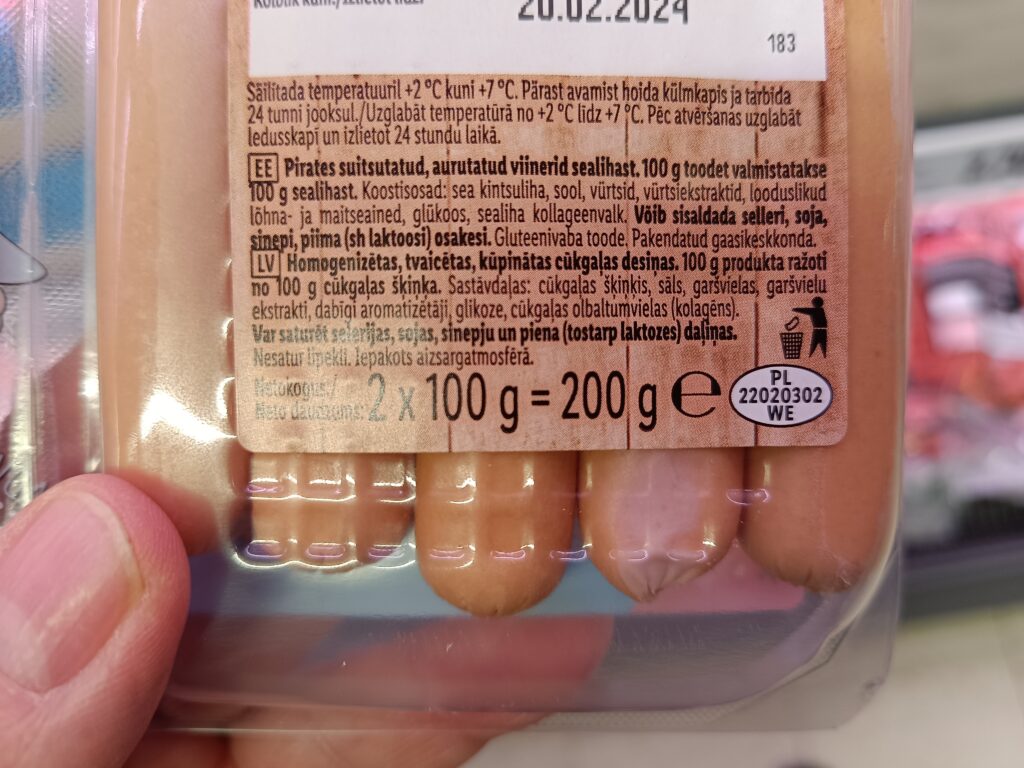 Kõlblik kuni:/Izlietot līdz:
20.02.2024
183
Säilitada temperatuuril +2 °C kuni +7 °C. Pärast avamist hoida külmkapis ja tarbida
24 tunni jooksul./Uzglabāt temperatūrā no +2 °C līdz +7 °C. Pēc atvēršanas uzglabāt
ledusskapī un izlietot 24 stundu laikā.
EE Pirates suitsutatud, aurutatud viinerid sealihast. 100 g toodet valmistatakse
100 g sealihast. Koostisosad: sea kintsuliha, sool, vürtsid, vürtsiekstraktid, looduslikud
lõhna- ja maitseained, glükoos, sealiha kollageenvalk. Võib sisaldada selleri, soja,
sinepi, piima (sh laktoosi) osakesi. Gluteenivaba toode. Pakendatud gaasikeskkonda.
LV Homogenizētas, tvaicētas, kūpinātas cūkgaļas desiņas. 100 g produkta ražoti
no 100 g cūkgaļas šķiņķa. Sastāvdaļas: cūkgaļas šķiņķis, sāls, garšvielas, garšvielu
ekstrakti, dabīgi aromatizētāji, glikoze, cūkgaļas olbaltumvielas (kolagēns).
Var saturēt selerijas, sojas, sinepju un piena (tostarp laktozes) daļiņas.
Nesatur lipekli. Iepakots aizsargatmosfērā.
Netokogus/
Neto daudzums: 2 x 100 g = 200 g e
PL
22020302
WE